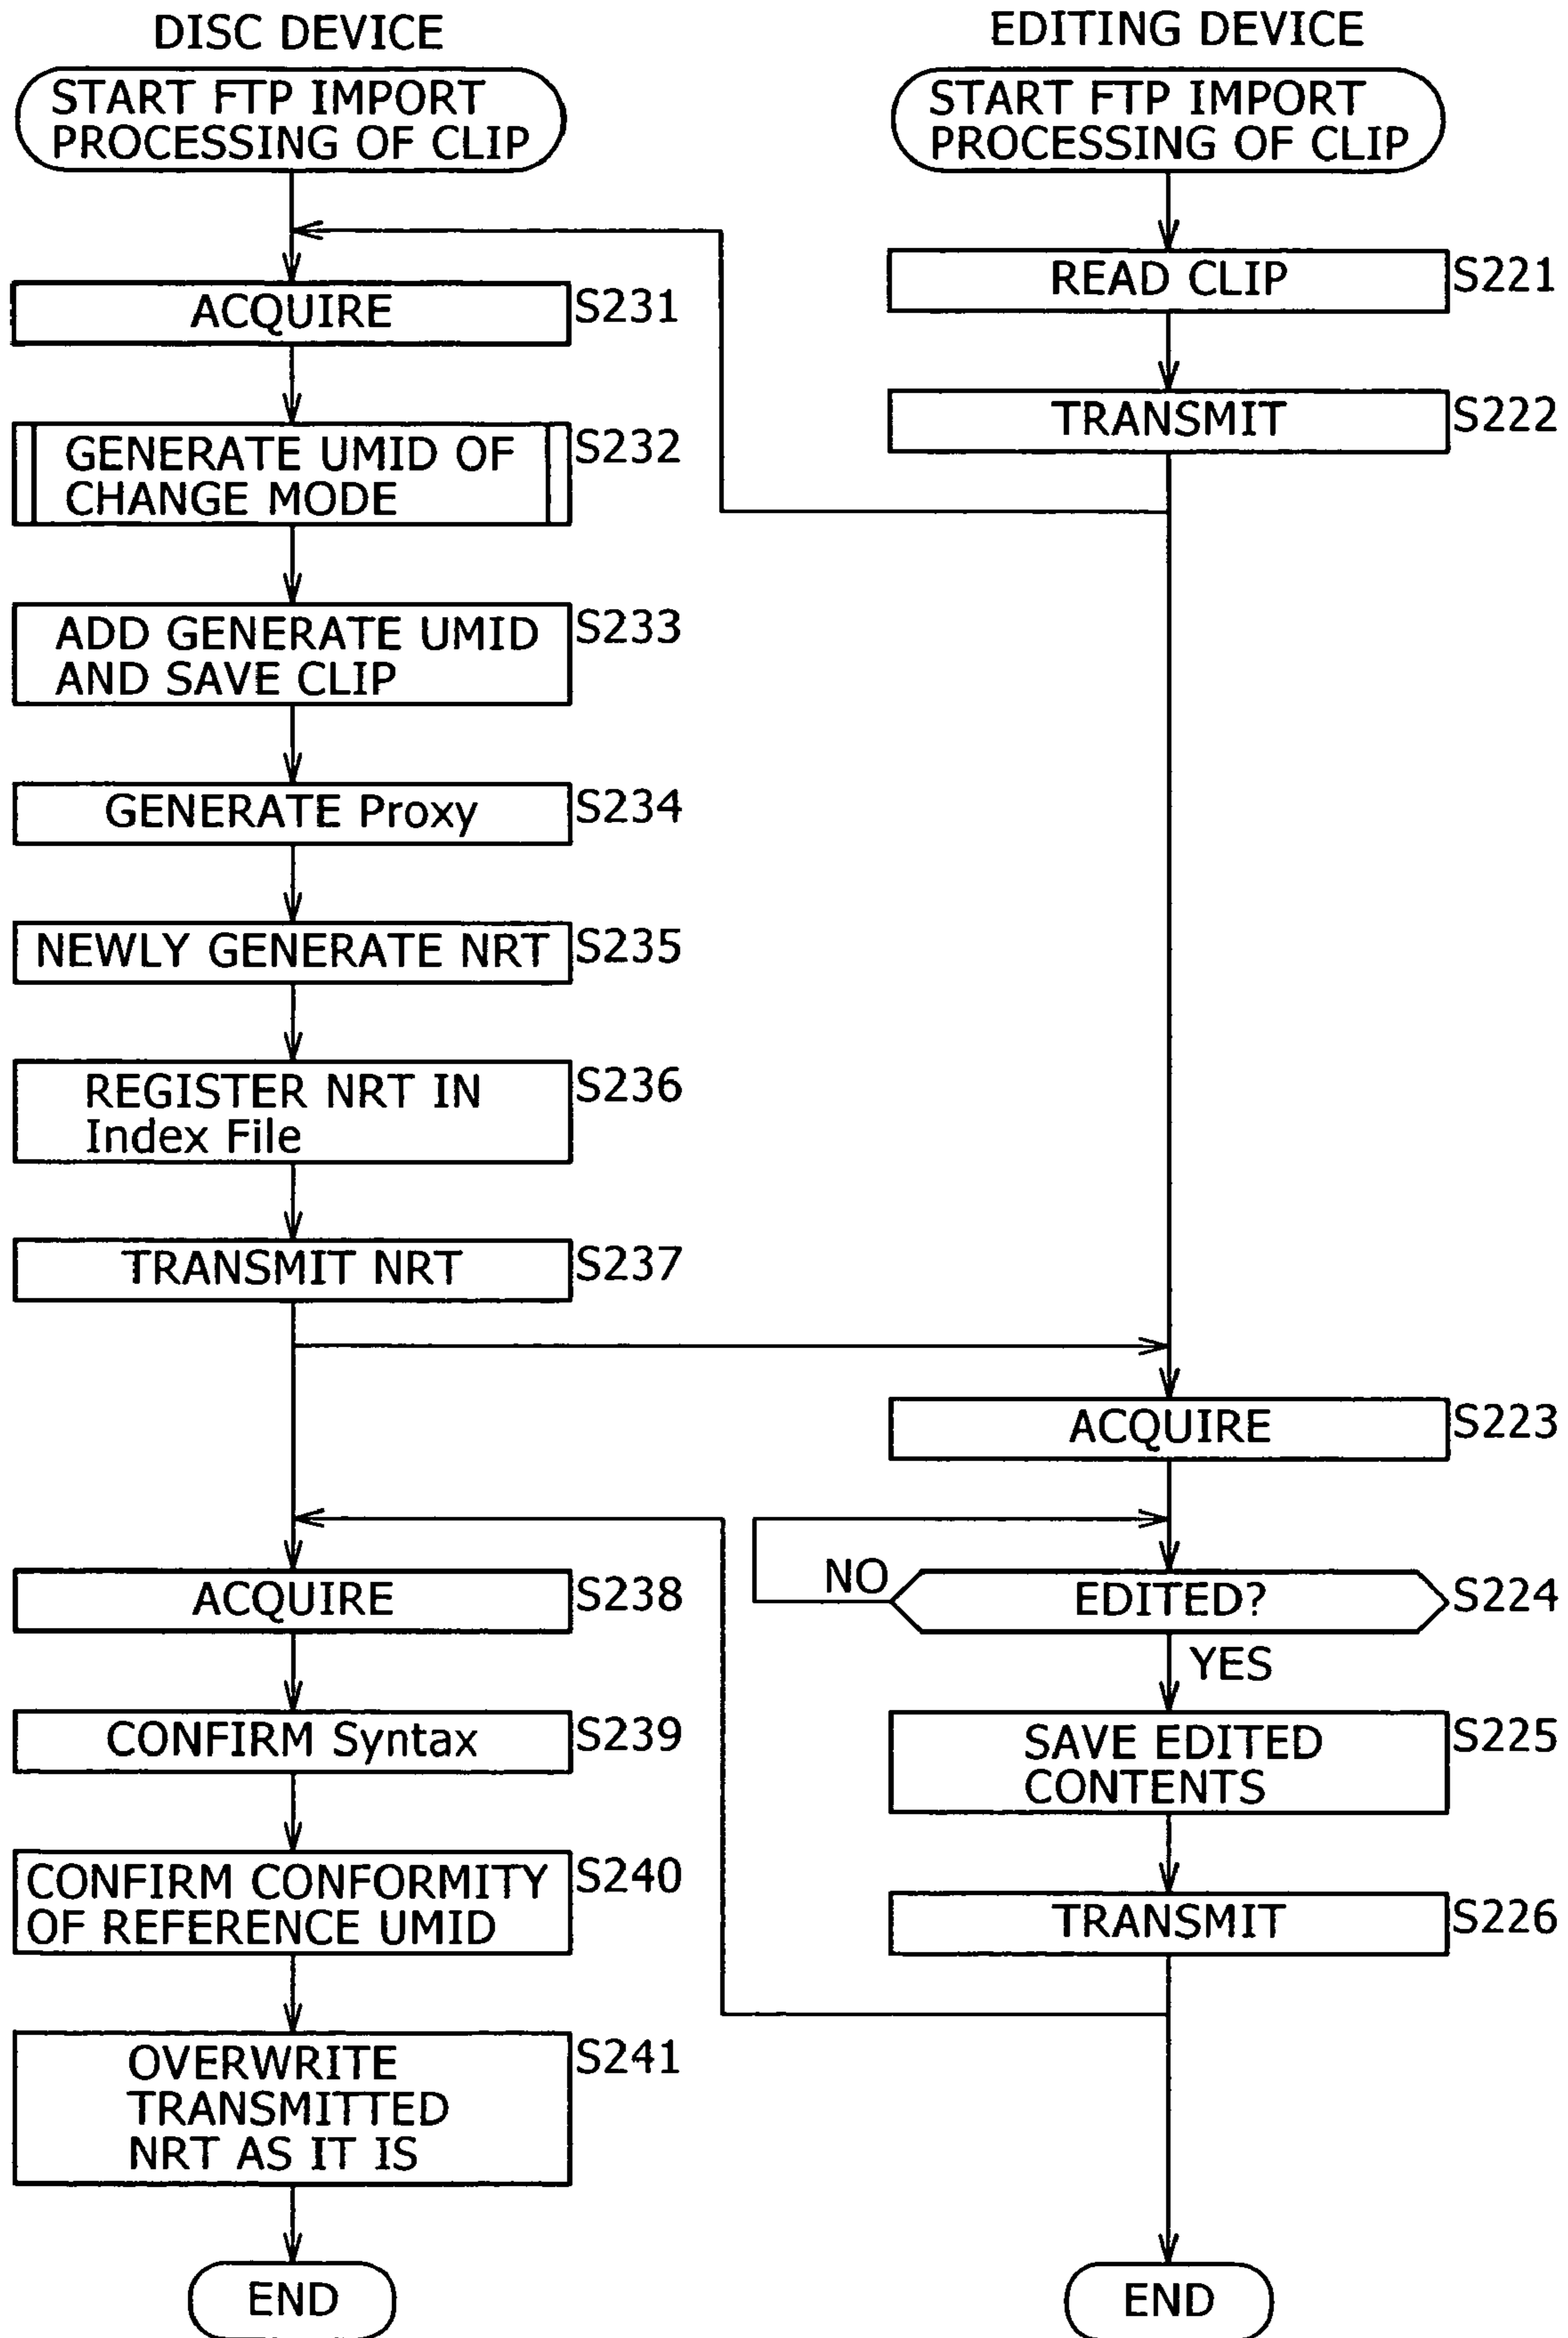 DISC DEVICE
START FTP IMPORT
PROCESSING OF CLIP
ACQUIRE
S231
GENERATE UMID OF
CHANGE MODE
S232
ADD GENERATE UMID
AND SAVE CLIP
S233
GENERATE Proxy
S234
NEWLY GENERATE NRT
S235
REGISTER NRT IN
Index File
S236
TRANSMIT NRT
S237
ACQUIRE
S238
CONFIRM Syntax
S239
CONFIRM CONFORMITY
OF REFERENCE UMID
S240
OVERWRITE
TRANSMITTED
NRT AS IT IS
S241
END
EDITING DEVICE
START FTP IMPORT
PROCESSING OF CLIP
READ CLIP
S221
TRANSMIT
S222
ACQUIRE
S223
NO
EDITED?
S224
YES
SAVE EDITED
CONTENTS
S225
TRANSMIT
S226
END